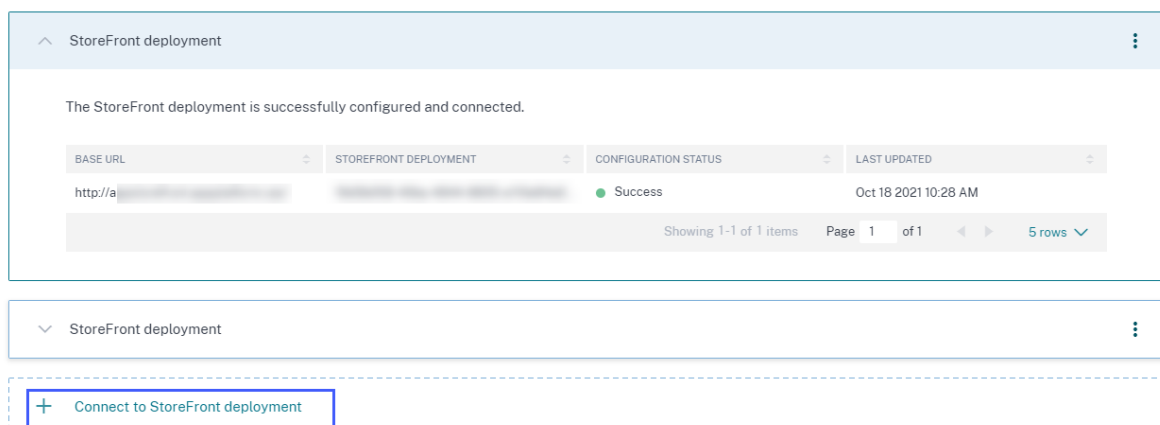 StoreFront deployment
The StoreFront deployment is successfully configured and connected.
BASE URL STOREFRONT DEPLOYMENT CONFIGURATION STATUS LAST UPDATED
http://a Success Oct 18 2021 10:28 AM
Showing 1-1 of 1 items Page 1 of 1 5 rows
StoreFront deployment
+ Connect to StoreFront deployment